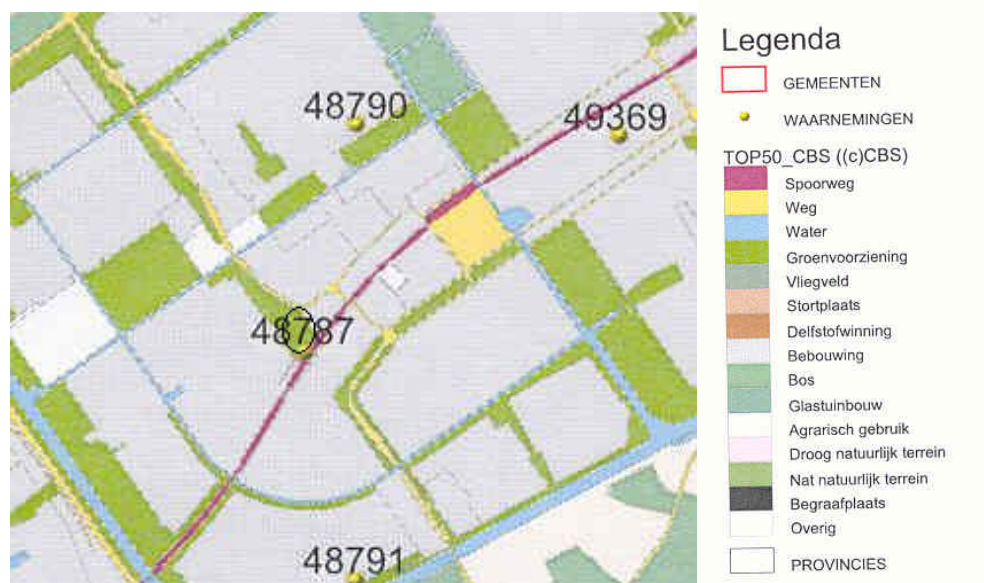 48790
49369
48787
48791
Legenda
GEMEENTEN
WAARNEMINGEN
TOP50_CBS ((c)CBS)
Spoorweg
Weg
Water
Groenvoorziening
Vliegveld
Stortplaats
Delfstofwinning
Bebouwing
Bos
Glastuinbouw
Agrarisch gebruik
Droog natuurlijk terrein
Nat natuurlijk terrein
Begraafplaats
Overig
PROVINCIES